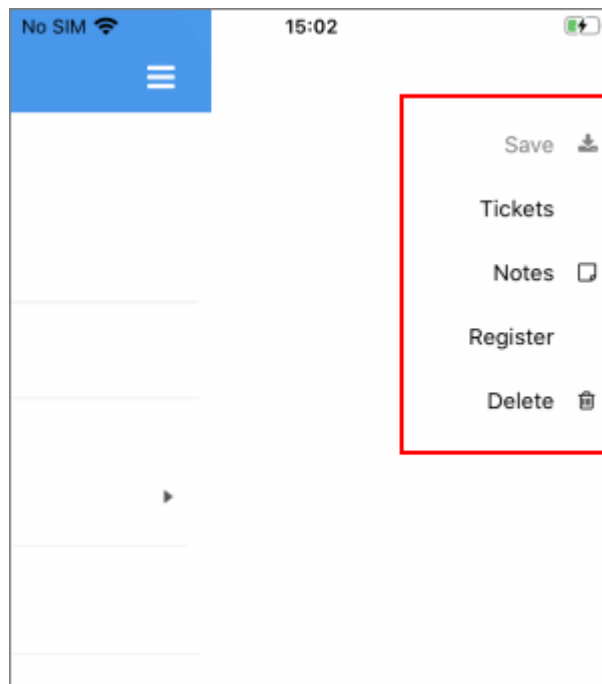 No SIM 15:02
Save
Tickets
Notes
Register
Delete